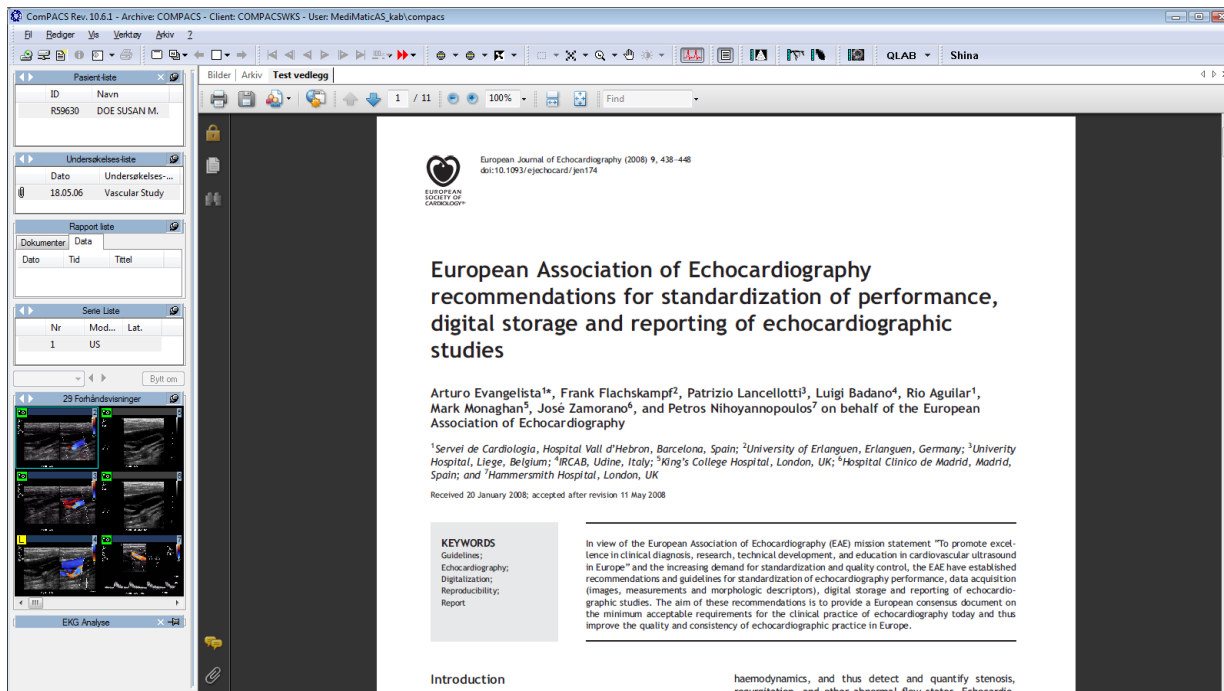 ComPACS Rev. 10.6.1 - Archive: COMPACS - Client: COMPACSWKS - User: MediMaticAS_kab\compacs
Fil Rediger Vis Verktøy Arkiv ?
QLAB Shina
Pasient-liste
ID Navn
R59630 DOE SUSAN M.
Undersøkelses-liste
Dato Undersøkelses-...
18.05.06 Vascular Study
Rapport liste
Dokumenter Data
Dato Tid Tittel
Serie Liste
Nr Mod... Lat.
1 US
Bytt om
29 Forhåndsvisninger
EKG Analyse
Bilder Arkiv Test vedlegg
1 / 11 100% Find
European Journal of Echocardiography (2008) 9, 438–448
doi:10.1093/ejechocard/jen174
EUROPEAN
SOCIETY OF
CARDIOLOGY®
European Association of Echocardiography
recommendations for standardization of performance,
digital storage and reporting of echocardiographic
studies
Arturo Evangelista1*, Frank Flachskampf2, Patrizio Lancellotti3, Luigi Badano4, Rio Aguilar1,
Mark Monaghan5, José Zamorano6, and Petros Nihoyannopoulos7 on behalf of the European
Association of Echocardiography
1Servei de Cardiologia, Hospital Vall d'Hebron, Barcelona, Spain; 2University of Erlanguen, Erlanguen, Germany; 3Univerity
Hospital, Liege, Belgium; 4IRCAB, Udine, Italy; 5King's College Hospital, London, UK; 6Hospital Clinico de Madrid, Madrid,
Spain; and 7Hammersmith Hospital, London, UK
Received 20 January 2008; accepted after revision 11 May 2008
KEYWORDS
Guidelines;
Echocardiography;
Digitalization;
Reproducibility;
Report
In view of the European Association of Echocardiography (EAE) mission statement "To promote excel-
lence in clinical diagnosis, research, technical development, and education in cardiovascular ultrasound
in Europe" and the increasing demand for standardization and quality control, the EAE have established
recommendations and guidelines for standardization of echocardiography performance, data acquisition
(images, measurements and morphologic descriptors), digital storage and reporting of echocardio-
graphic studies. The aim of these recommendations is to provide a European consensus document on
the minimum acceptable requirements for the clinical practice of echocardiography today and thus
improve the quality and consistency of echocardiographic practice in Europe.
Introduction
haemodynamics, and thus detect and quantify stenosis,
regurgitation, and other abnormal flow states. Echocardio-